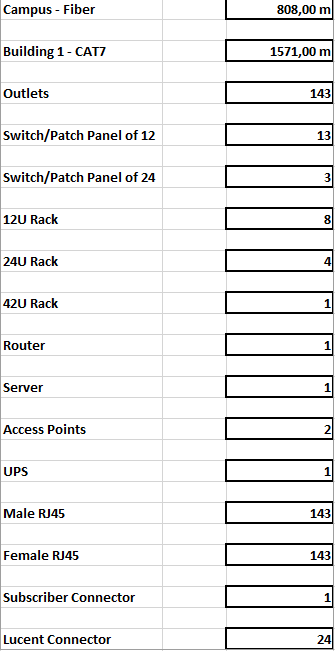 Campus - Fiber 808,00 m
Building 1 - CAT7 1571,00 m
Outlets 143
Switch/Patch Panel of 12 13
Switch/Patch Panel of 24 3
12U Rack 8
24U Rack 4
42U Rack 1
Router 1
Server 1
Access Points 2
UPS 1
Male RJ45 143
Female RJ45 143
Subscriber Connector 1
Lucent Connector 24